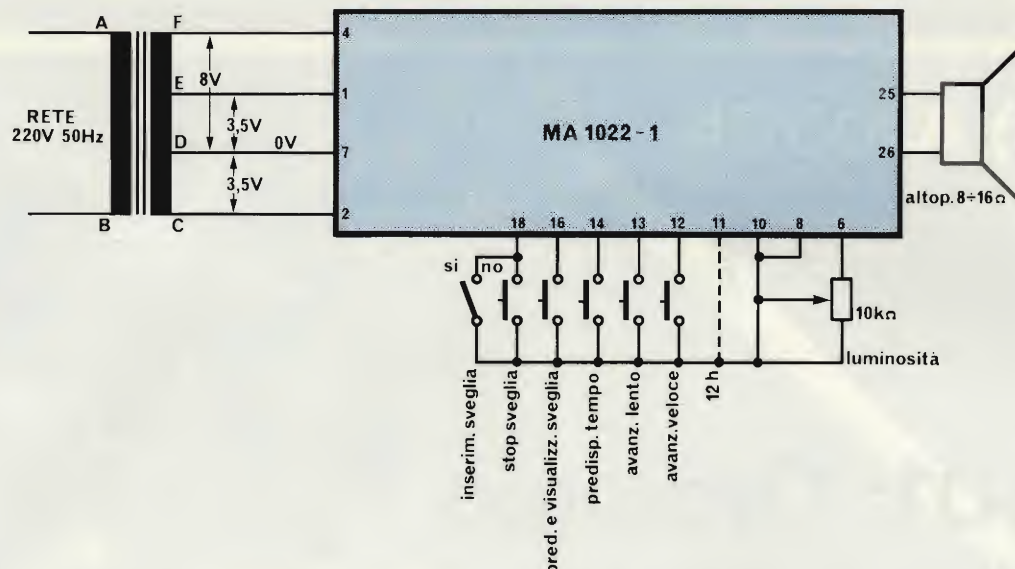 A
F
4
8V
E
1
RETE
220V 50Hz
3,5V
MA 1022-1
25
D
0V
7
26
3,5V
B
C
2
altop. 8÷16Ω
18
16
14
13
12
11
10
8
6
si
no
10kΩ
luminosità
inserim. sveglia
stop sveglia
pred. e visualizz. sveglia
predisp. tempo
avanz. lento
avanz. veloce
12 h